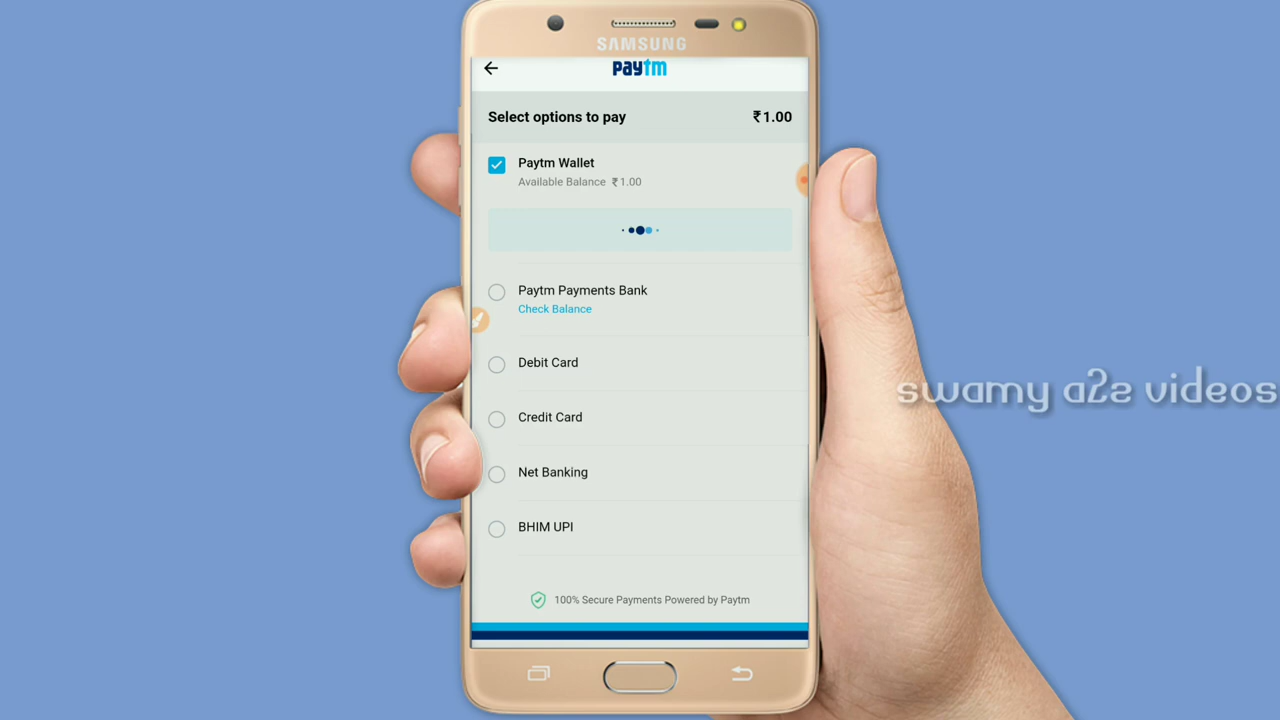 SAMSUNG
paytm
Select options to pay ₹1.00
Paytm Wallet
Available Balance ₹1.00
Paytm Payments Bank
Check Balance
Debit Card
Credit Card
Net Banking
BHIM UPI
100% Secure Payments Powered by Paytm
swamy a2z videos